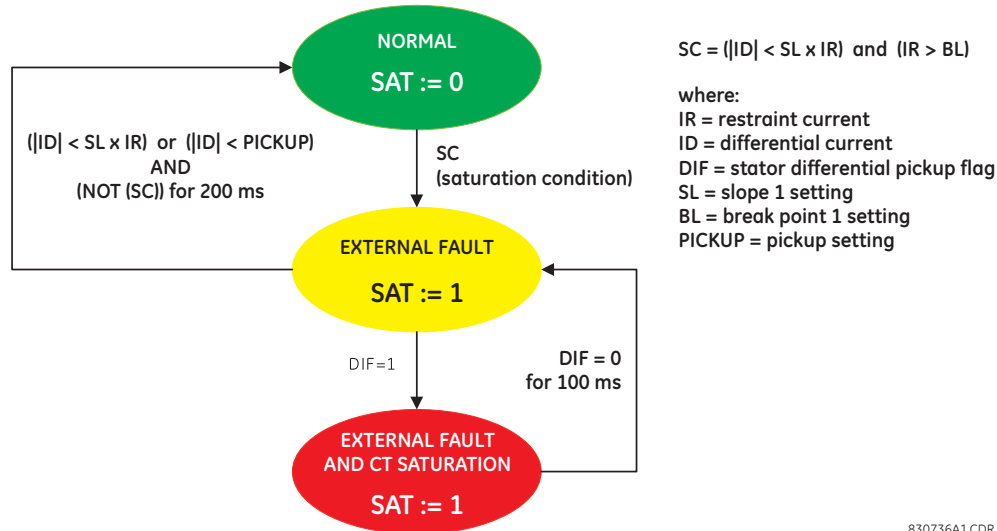 NORMAL
SAT := 0
SC = (|ID| < SL x IR) and (IR > BL)
where:
IR = restraint current
ID = differential current
DIF = stator differential pickup flag
SL = slope 1 setting
BL = break point 1 setting
PICKUP = pickup setting
(|ID| < SL x IR) or (|ID| < PICKUP)
AND
(NOT (SC)) for 200 ms
SC
(saturation condition)
EXTERNAL FAULT
SAT := 1
DIF=1
DIF = 0
for 100 ms
EXTERNAL FAULT
AND CT SATURATION
SAT := 1
830736A1.CDR